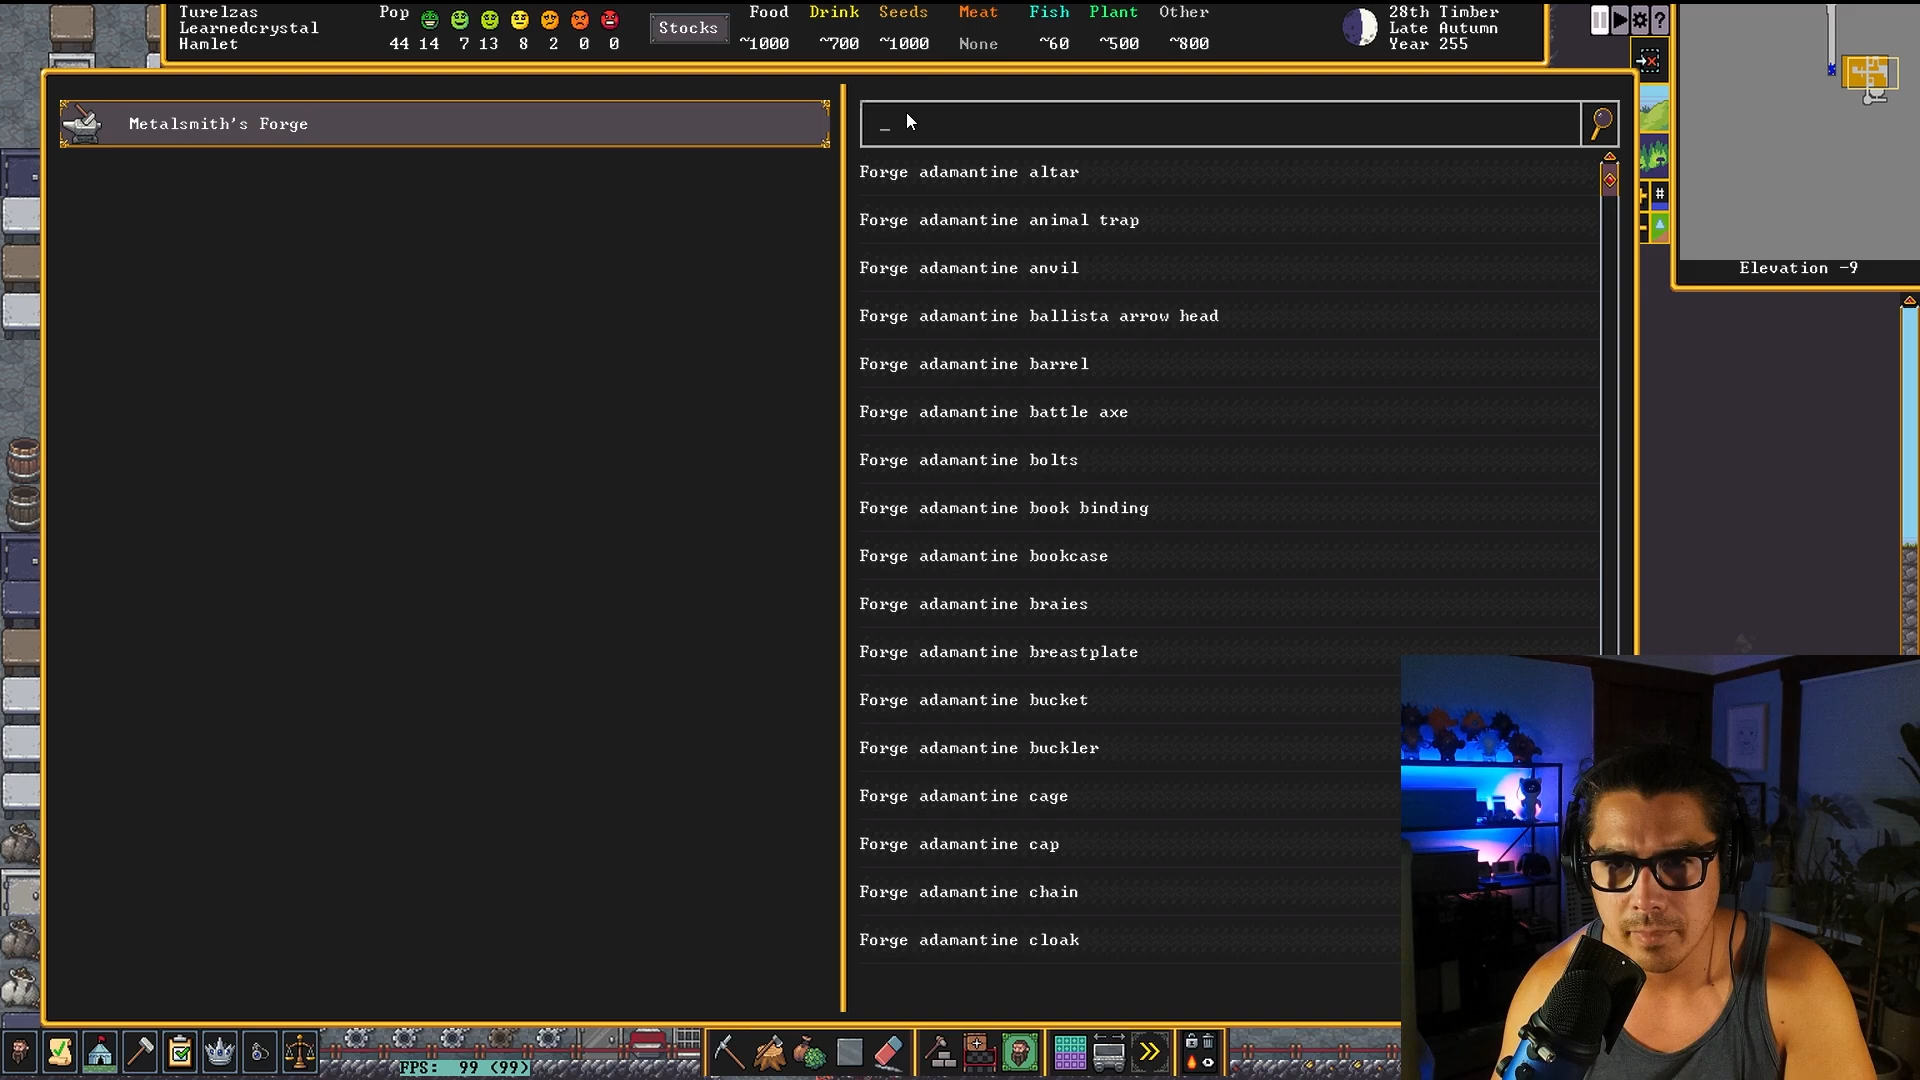 Turelzas
Learnedcrystal
Hamlet
Pop
44 14 7 13 8 2 0 0
Stocks
Food Drink Seeds Meat Fish Plant Other
~1000 ~700 ~1000 None ~60 ~500 ~800
28th Timber
Late Autumn
Year 255
?
#
Elevation -9
Metalsmith's Forge
_
Forge adamantine altar
Forge adamantine animal trap
Forge adamantine anvil
Forge adamantine ballista arrow head
Forge adamantine barrel
Forge adamantine battle axe
Forge adamantine bolts
Forge adamantine book binding
Forge adamantine bookcase
Forge adamantine braies
Forge adamantine breastplate
Forge adamantine bucket
Forge adamantine buckler
Forge adamantine cage
Forge adamantine cap
Forge adamantine chain
Forge adamantine cloak
FPS: 99 (99)